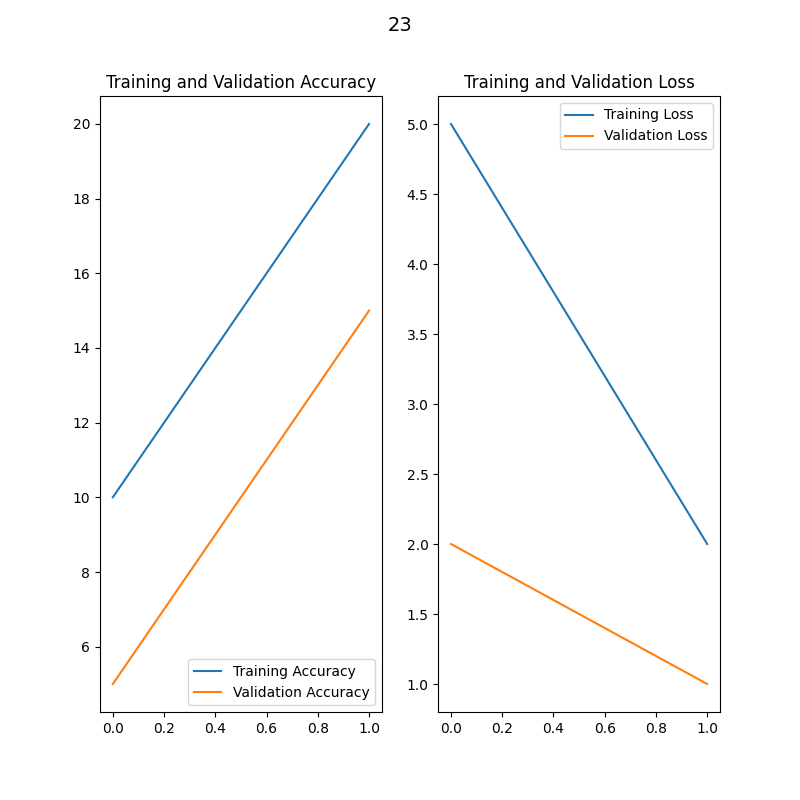 23
Training and Validation Accuracy
20
18
16
14
12
10
8
6
Training Accuracy
Validation Accuracy
0.0 0.2 0.4 0.6 0.8 1.0
Training and Validation Loss
Training Loss
Validation Loss
5.0
4.5
4.0
3.5
3.0
2.5
2.0
1.5
1.0
0.0 0.2 0.4 0.6 0.8 1.0